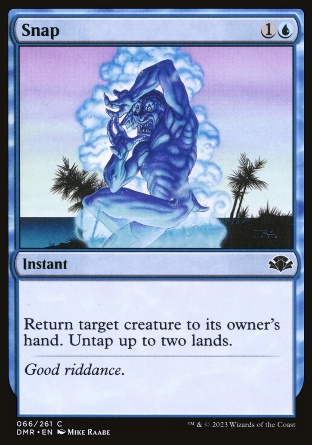 Snap 1
Instant
Return target creature to its owner's
hand. Untap up to two lands.
Good riddance.
066/261 C
DMR • EN MIKE RAABE
™ & © 2023 Wizards of the Coast